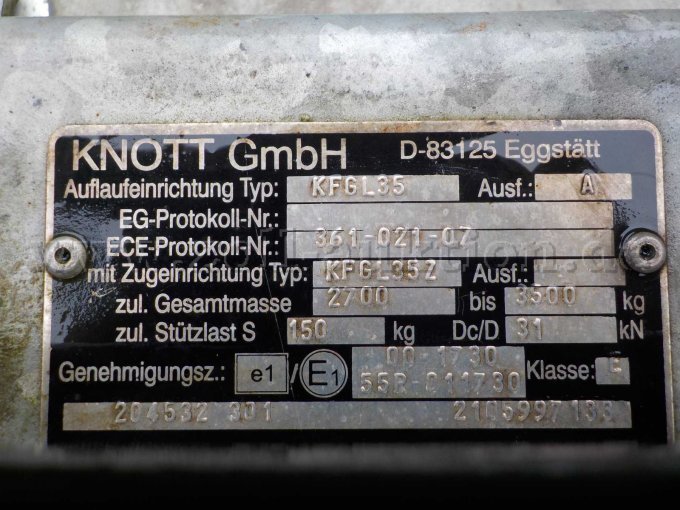 KNOTT GmbH D-83125 Eggstätt
Auflaufeinrichtung Typ: KFGL35 Ausf.: A
EG-Protokoll-Nr.:
ECE-Protokoll-Nr.: 361-021-07
mit Zugeinrichtung Typ: KFGL35Z Ausf.:
zul. Gesamtmasse 2700 bis 3500 kg
zul. Stützlast S 150 kg Dc/D 31 kN
00-1730
Genehmigungsz.: e1 / E1 55R-011730 Klasse:
204532 301